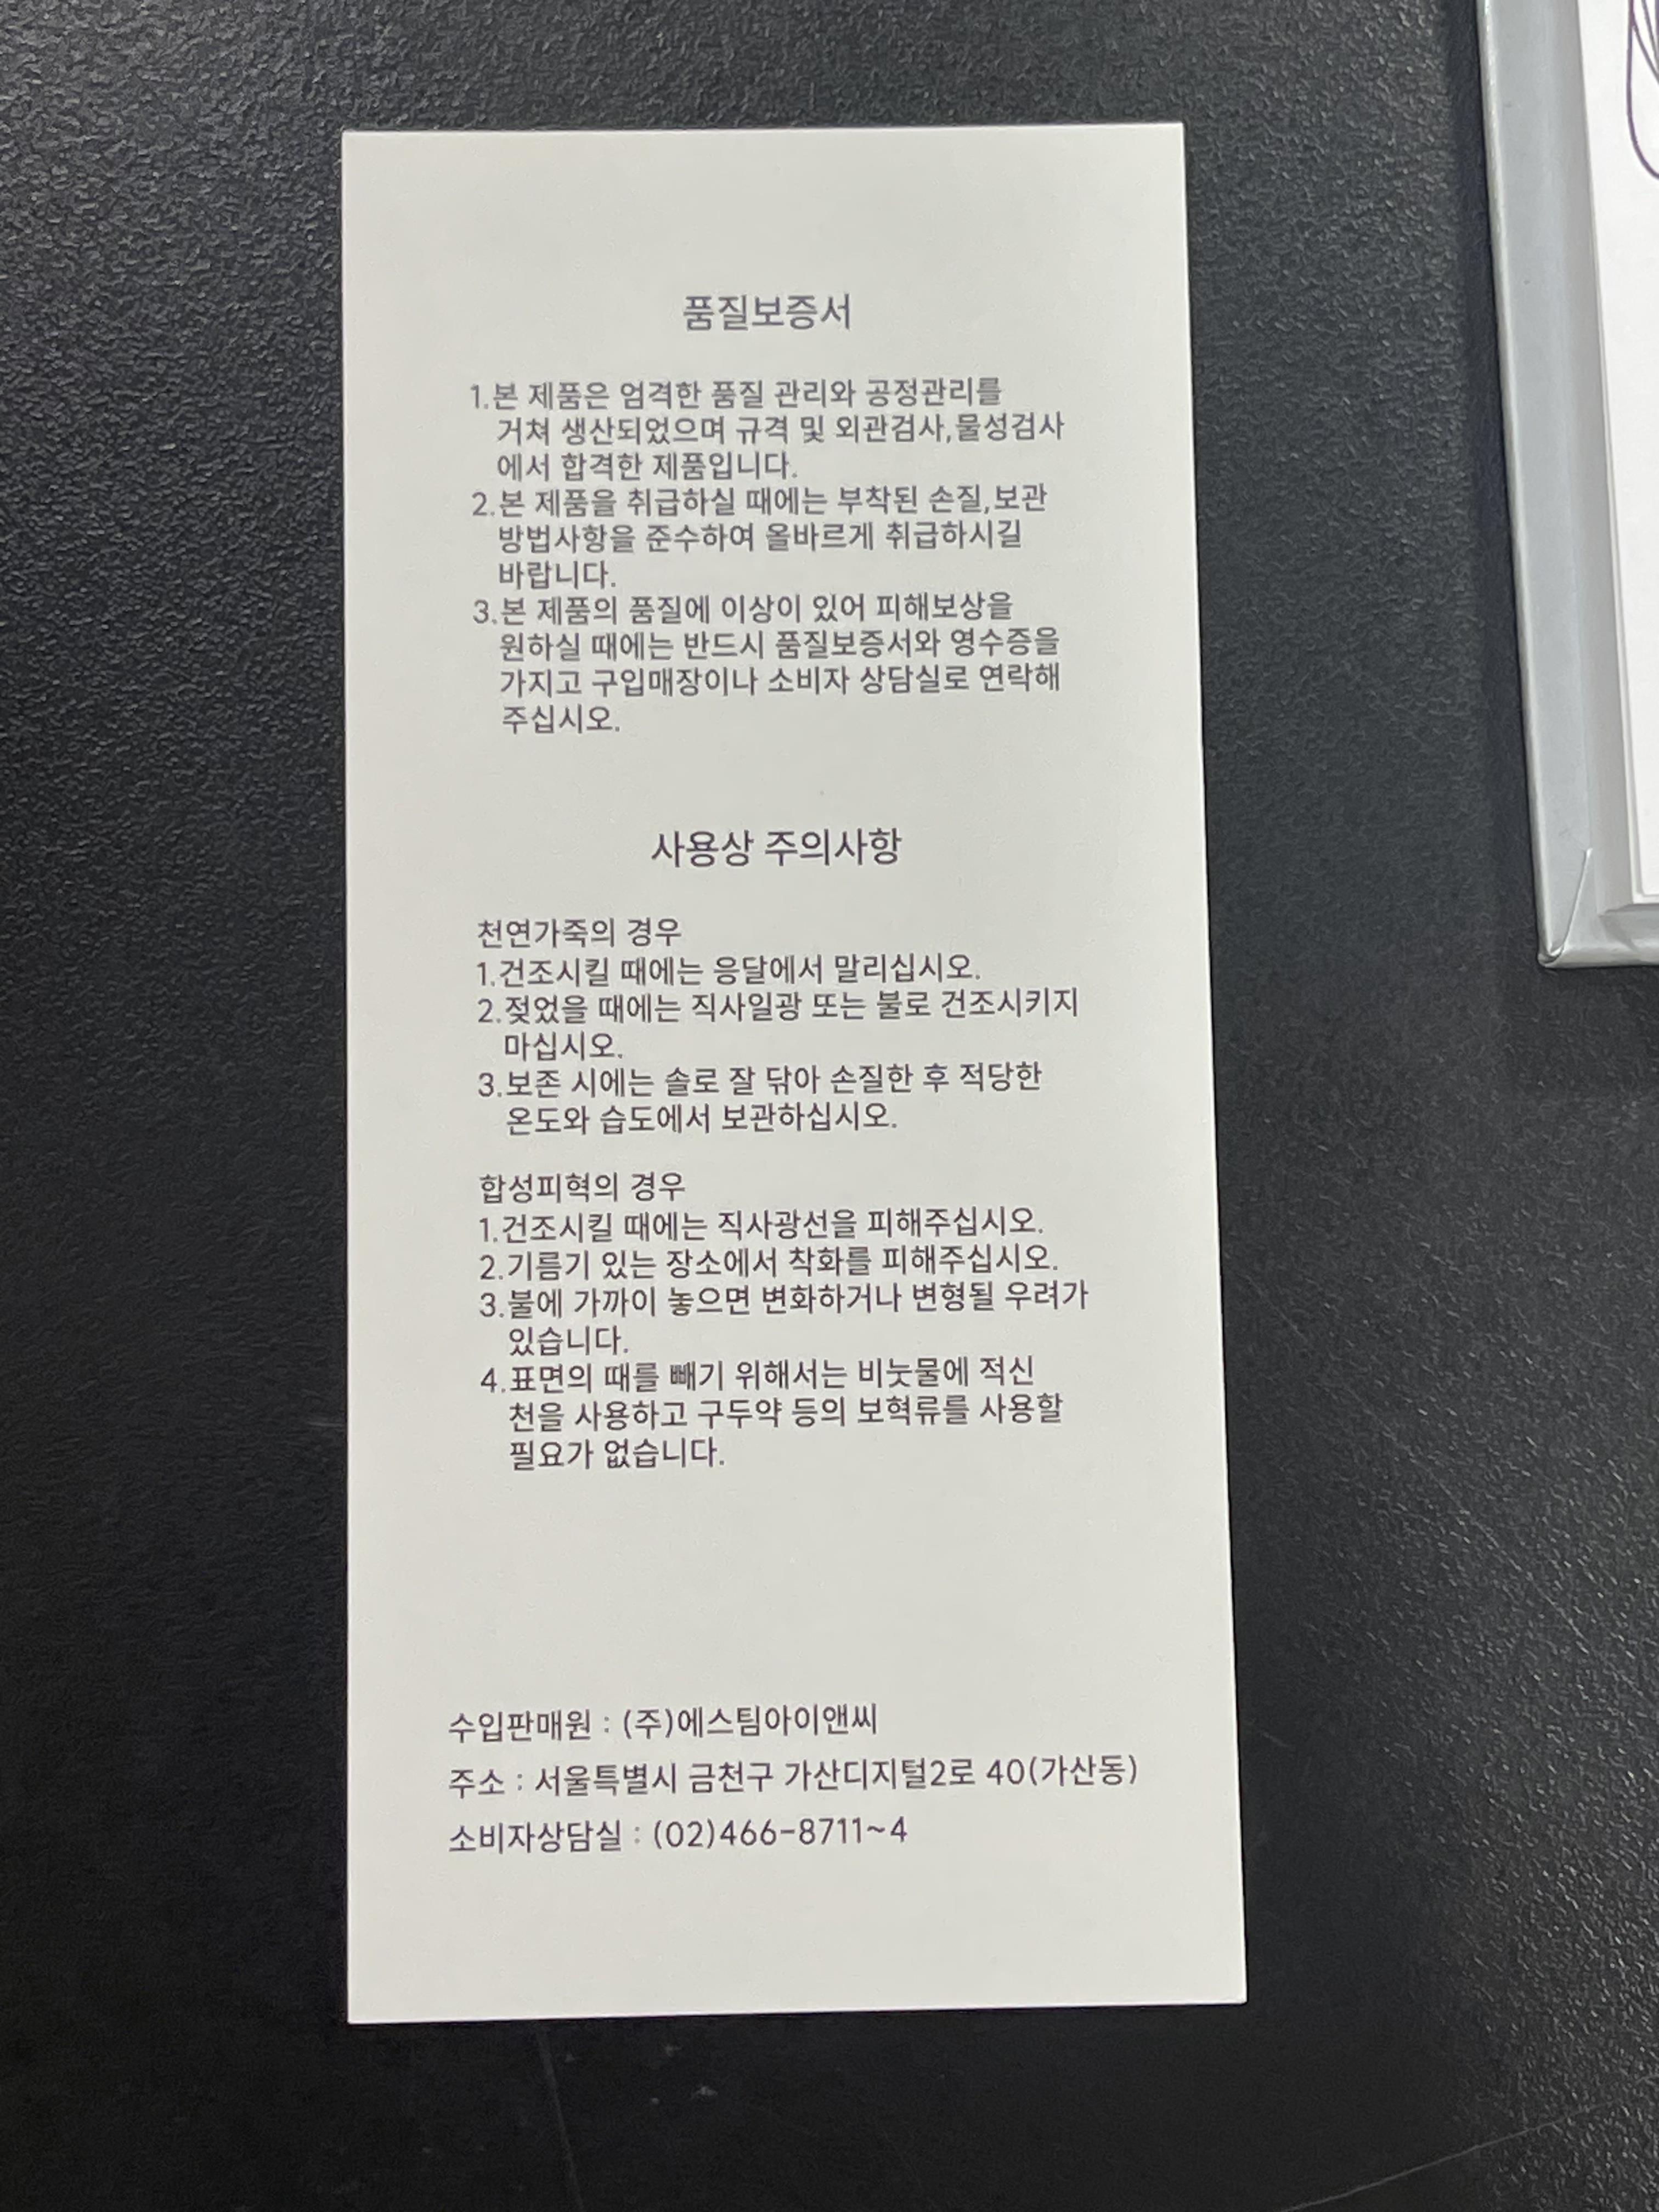 품질보증서
1.본 제품은 엄격한 품질 관리와 공정관리를
거쳐 생산되었으며 규격 및 외관검사,물성검사
에서 합격한 제품입니다.
2.본 제품을 취급하실 때에는 부착된 손질,보관
방법사항을 준수하여 올바르게 취급하시길
바랍니다.
3.본 제품의 품질에 이상이 있어 피해보상을
원하실 때에는 반드시 품질보증서와 영수증을
가지고 구입매장이나 소비자 상담실로 연락해
주십시오.
사용상 주의사항
천연가죽의 경우
1.건조시킬 때에는 응달에서 말리십시오.
2.젖었을 때에는 직사일광 또는 불로 건조시키지
마십시오.
3.보존 시에는 솔로 잘 닦아 손질한 후 적당한
온도와 습도에서 보관하십시오.
합성피혁의 경우
1.건조시킬 때에는 직사광선을 피해주십시오.
2.기름기 있는 장소에서 착화를 피해주십시오.
3.불에 가까이 놓으면 변화하거나 변형될 우려가
있습니다.
4.표면의 때를 빼기 위해서는 비눗물에 적신
천을 사용하고 구두약 등의 보혁류를 사용할
필요가 없습니다.
수입판매원 : (주)에스팀아이앤씨
주소 : 서울특별시 금천구 가산디지털2로 40(가산동)
소비자상담실 : (02)466-8711~4